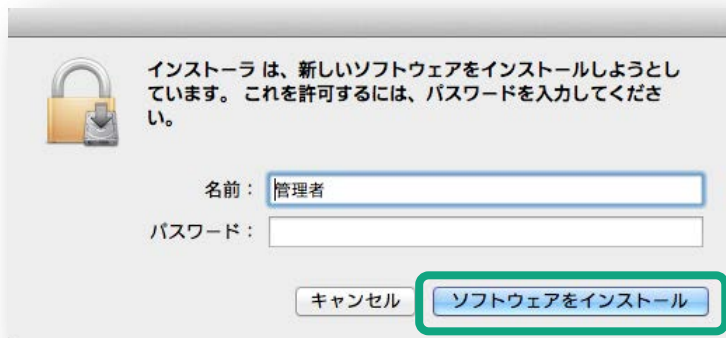 インストーラ は、新しいソフトウェアをインストールしようとし
ています。 これを許可するには、パスワードを入力してくださ
い。
名前：管理者
パスワード：
キャンセル ソフトウェアをインストール